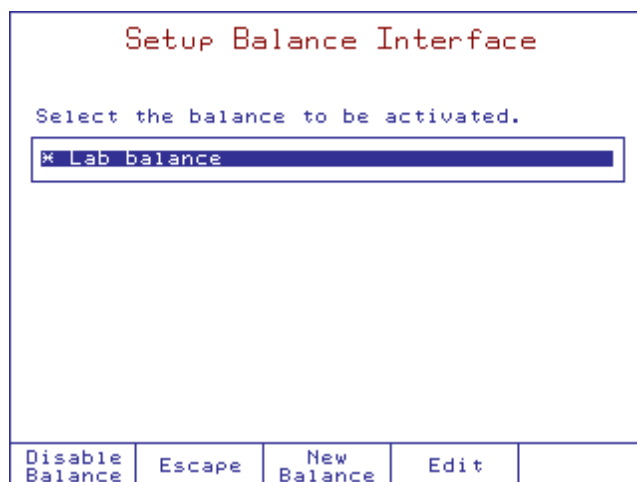 Setup Balance Interface
Select the balance to be activated.
* Lab balance
Disable Balance
Escape
New Balance
Edit